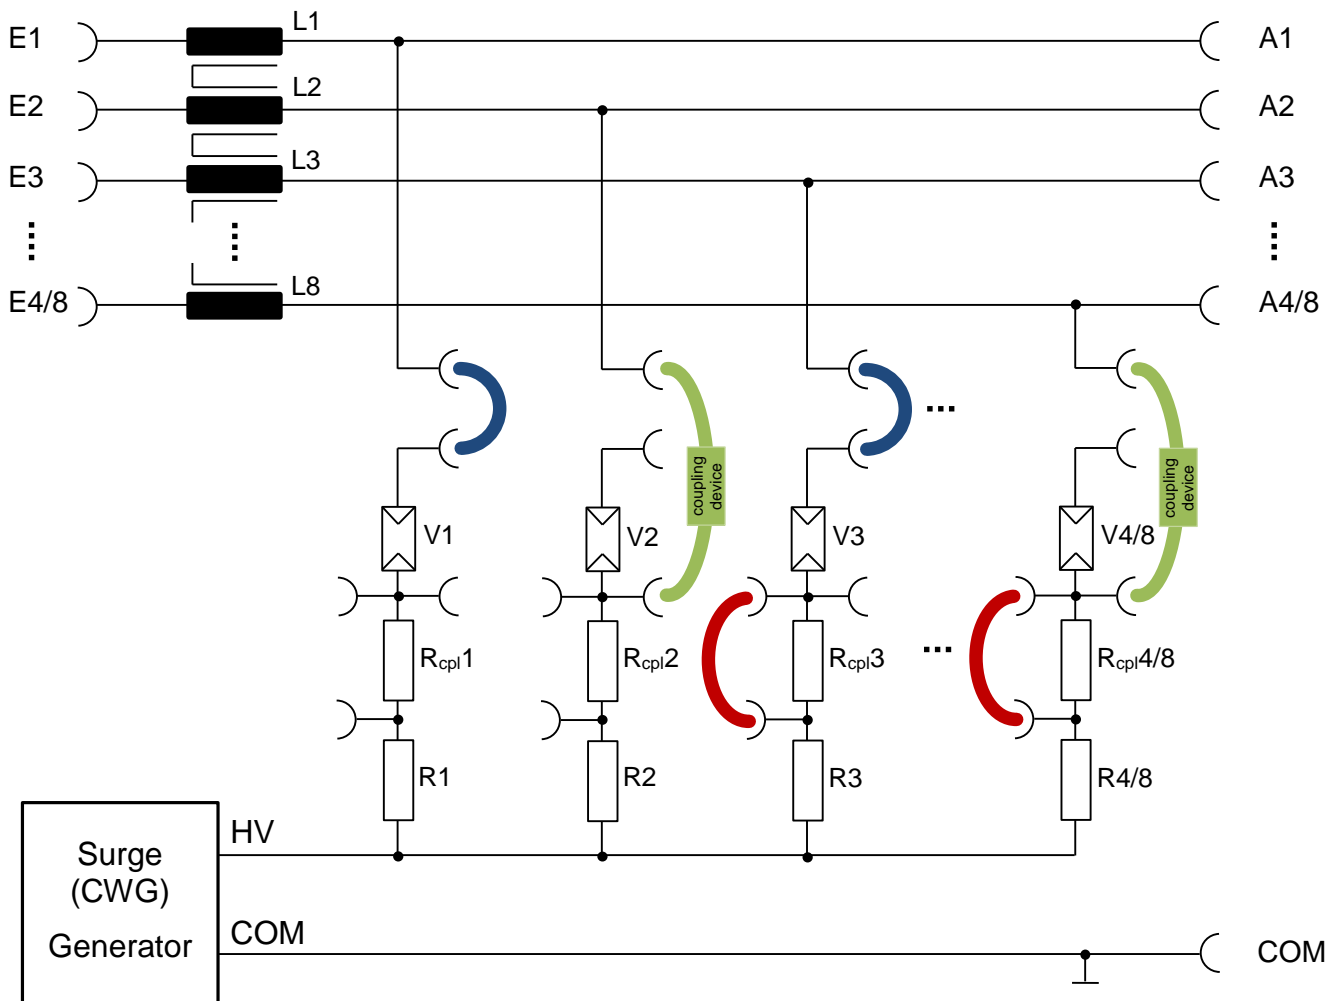 E1 L1 A1
E2 L2 A2
E3 L3 A3
E4/8 L8 A4/8
...
coupling device
coupling device
V1 V2 V3 V4/8
...
Rcpl1 Rcpl2 Rcpl3 Rcpl4/8
R1 R2 R3 R4/8
HV
Surge
(CWG)
Generator
COM COM